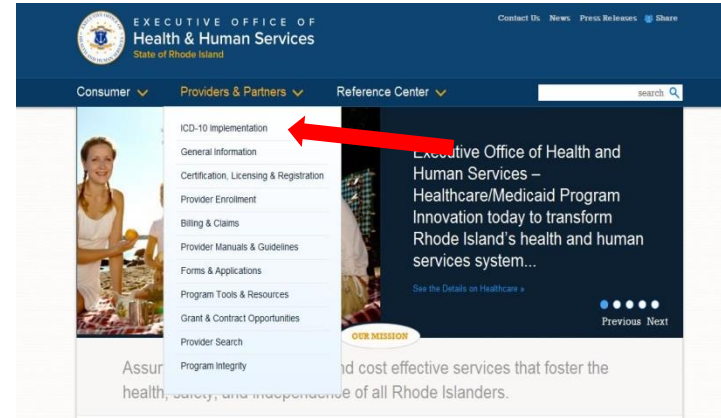 EXECUTIVE OFFICE OF
Health & Human Services
State of Rhode Island
Contact Us News Press Releases Share
Consumer Providers & Partners Reference Center
search
ICD-10 Implementation
General Information
Certification, Licensing & Registration
Provider Enrollment
Billing & Claims
Provider Manuals & Guidelines
Forms & Applications
Program Tools & Resources
Grant & Contract Opportunities
Provider Search
Program Integrity
Executive Office of Health and
Human Services –
Healthcare/Medicaid Program
Innovation today to transform
Rhode Island's health and human
services system...
See the Details on Healthcare »
Previous Next
OUR MISSION
Assur nd cost effective services that foster the
health, safety, and independence of all Rhode Islanders.